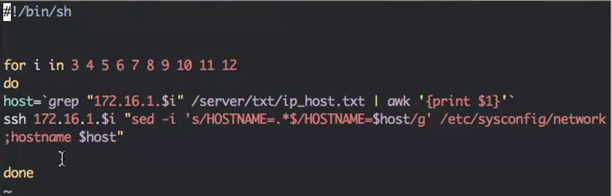 #!/bin/sh
for i in 3 4 5 6 7 8 9 10 11 12
do
host=`grep "172.16.1.$i" /server/txt/ip_host.txt | awk '{print $1}'`
ssh 172.16.1.$i "sed -i 's/HOSTNAME=.*$/HOSTNAME=$host/g' /etc/sysconfig/network
;hostname $host"
done
~